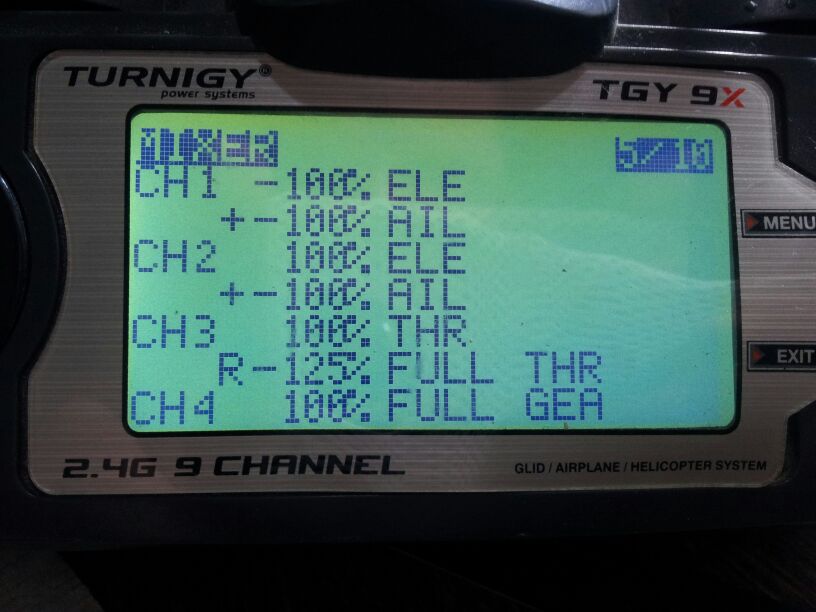 TURNIGY®
power systems
TGY 9X
MIXER 5/10
CH1 -100% ELE
+-100% AIL
CH2 100% ELE
+-100% AIL
CH3 100% THR
R-125% FULL THR
CH4 100% FULL GEA
MENU
EXIT
2.4G 9 CHANNEL
GLID / AIRPLANE / HELICOPTER SYSTEM